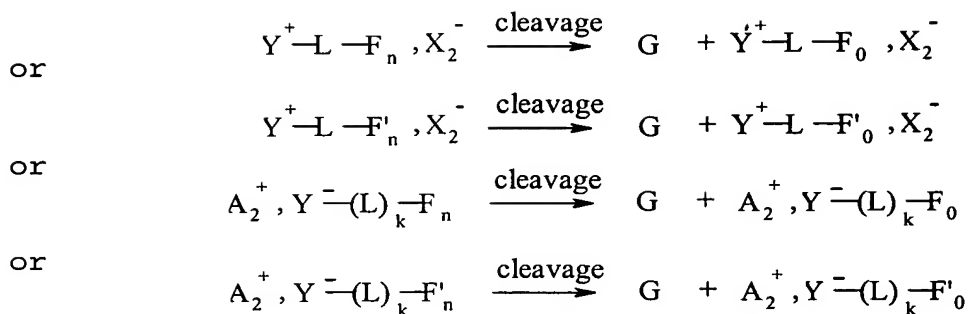 cleavage
Y⁺—L—Fₙ , X₂⁻ ⟶ G + Y⁺—L—F₀ , X₂⁻
or
cleavage
Y⁺—L—F'ₙ , X₂⁻ ⟶ G + Y⁺—L—F'₀ , X₂⁻
or
cleavage
A₂⁺ , Y⁻—(L)ₖ—Fₙ ⟶ G + A₂⁺ , Y⁻—(L)ₖ—F₀
or
cleavage
A₂⁺ , Y⁻—(L)ₖ—F'ₙ ⟶ G + A₂⁺ , Y⁻—(L)ₖ—F'₀